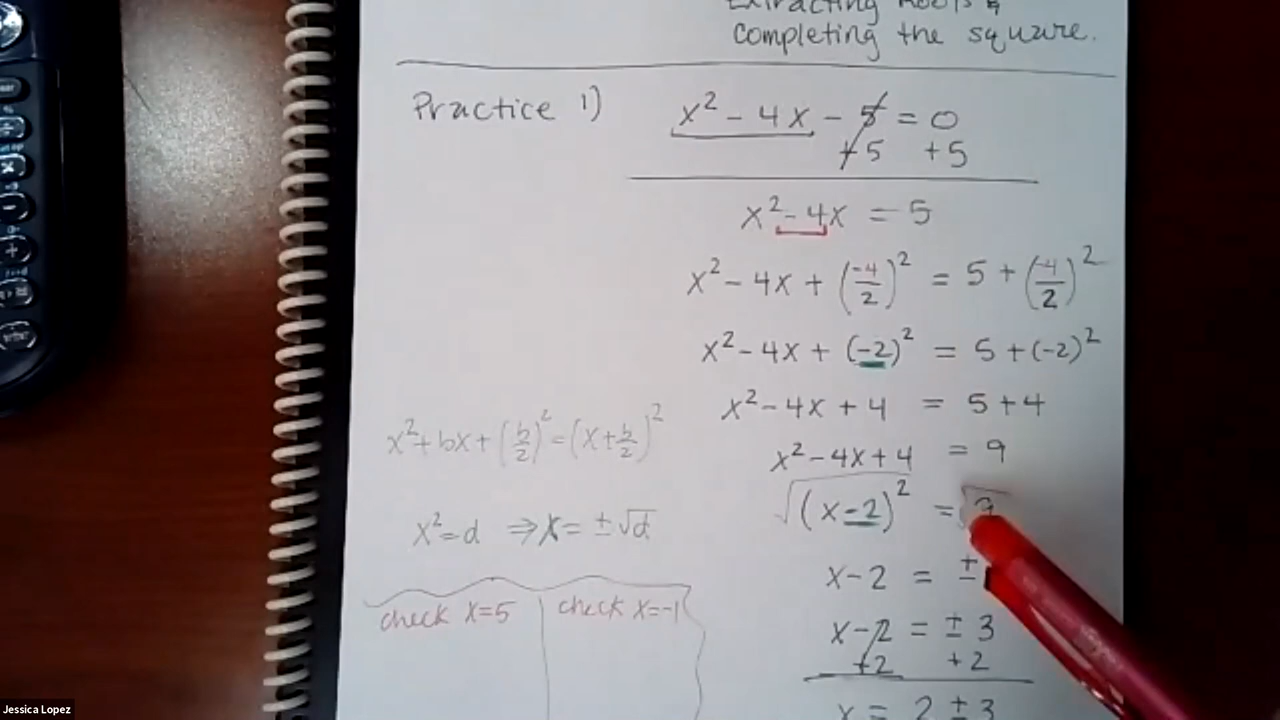 Extracting Roots &
completing the square.
Practice 1)
x² - 4x - 5 = 0
+5 +5
x² - 4x = 5
x² - 4x + (-4/2)² = 5 + (-4/2)²
x² - 4x + (-2)² = 5 + (-2)²
x² - 4x + 4 = 5 + 4
x² - 4x + 4 = 9
√(x - 2)² = √9
x - 2 = ±
x - 2 = ± 3
+2 +2
x = 2 ± 3
x² + bx + (b/2)² = (x + b/2)²
x² = d ⇒ x = ±√d
check x=5
check x=-1
Jessica Lopez